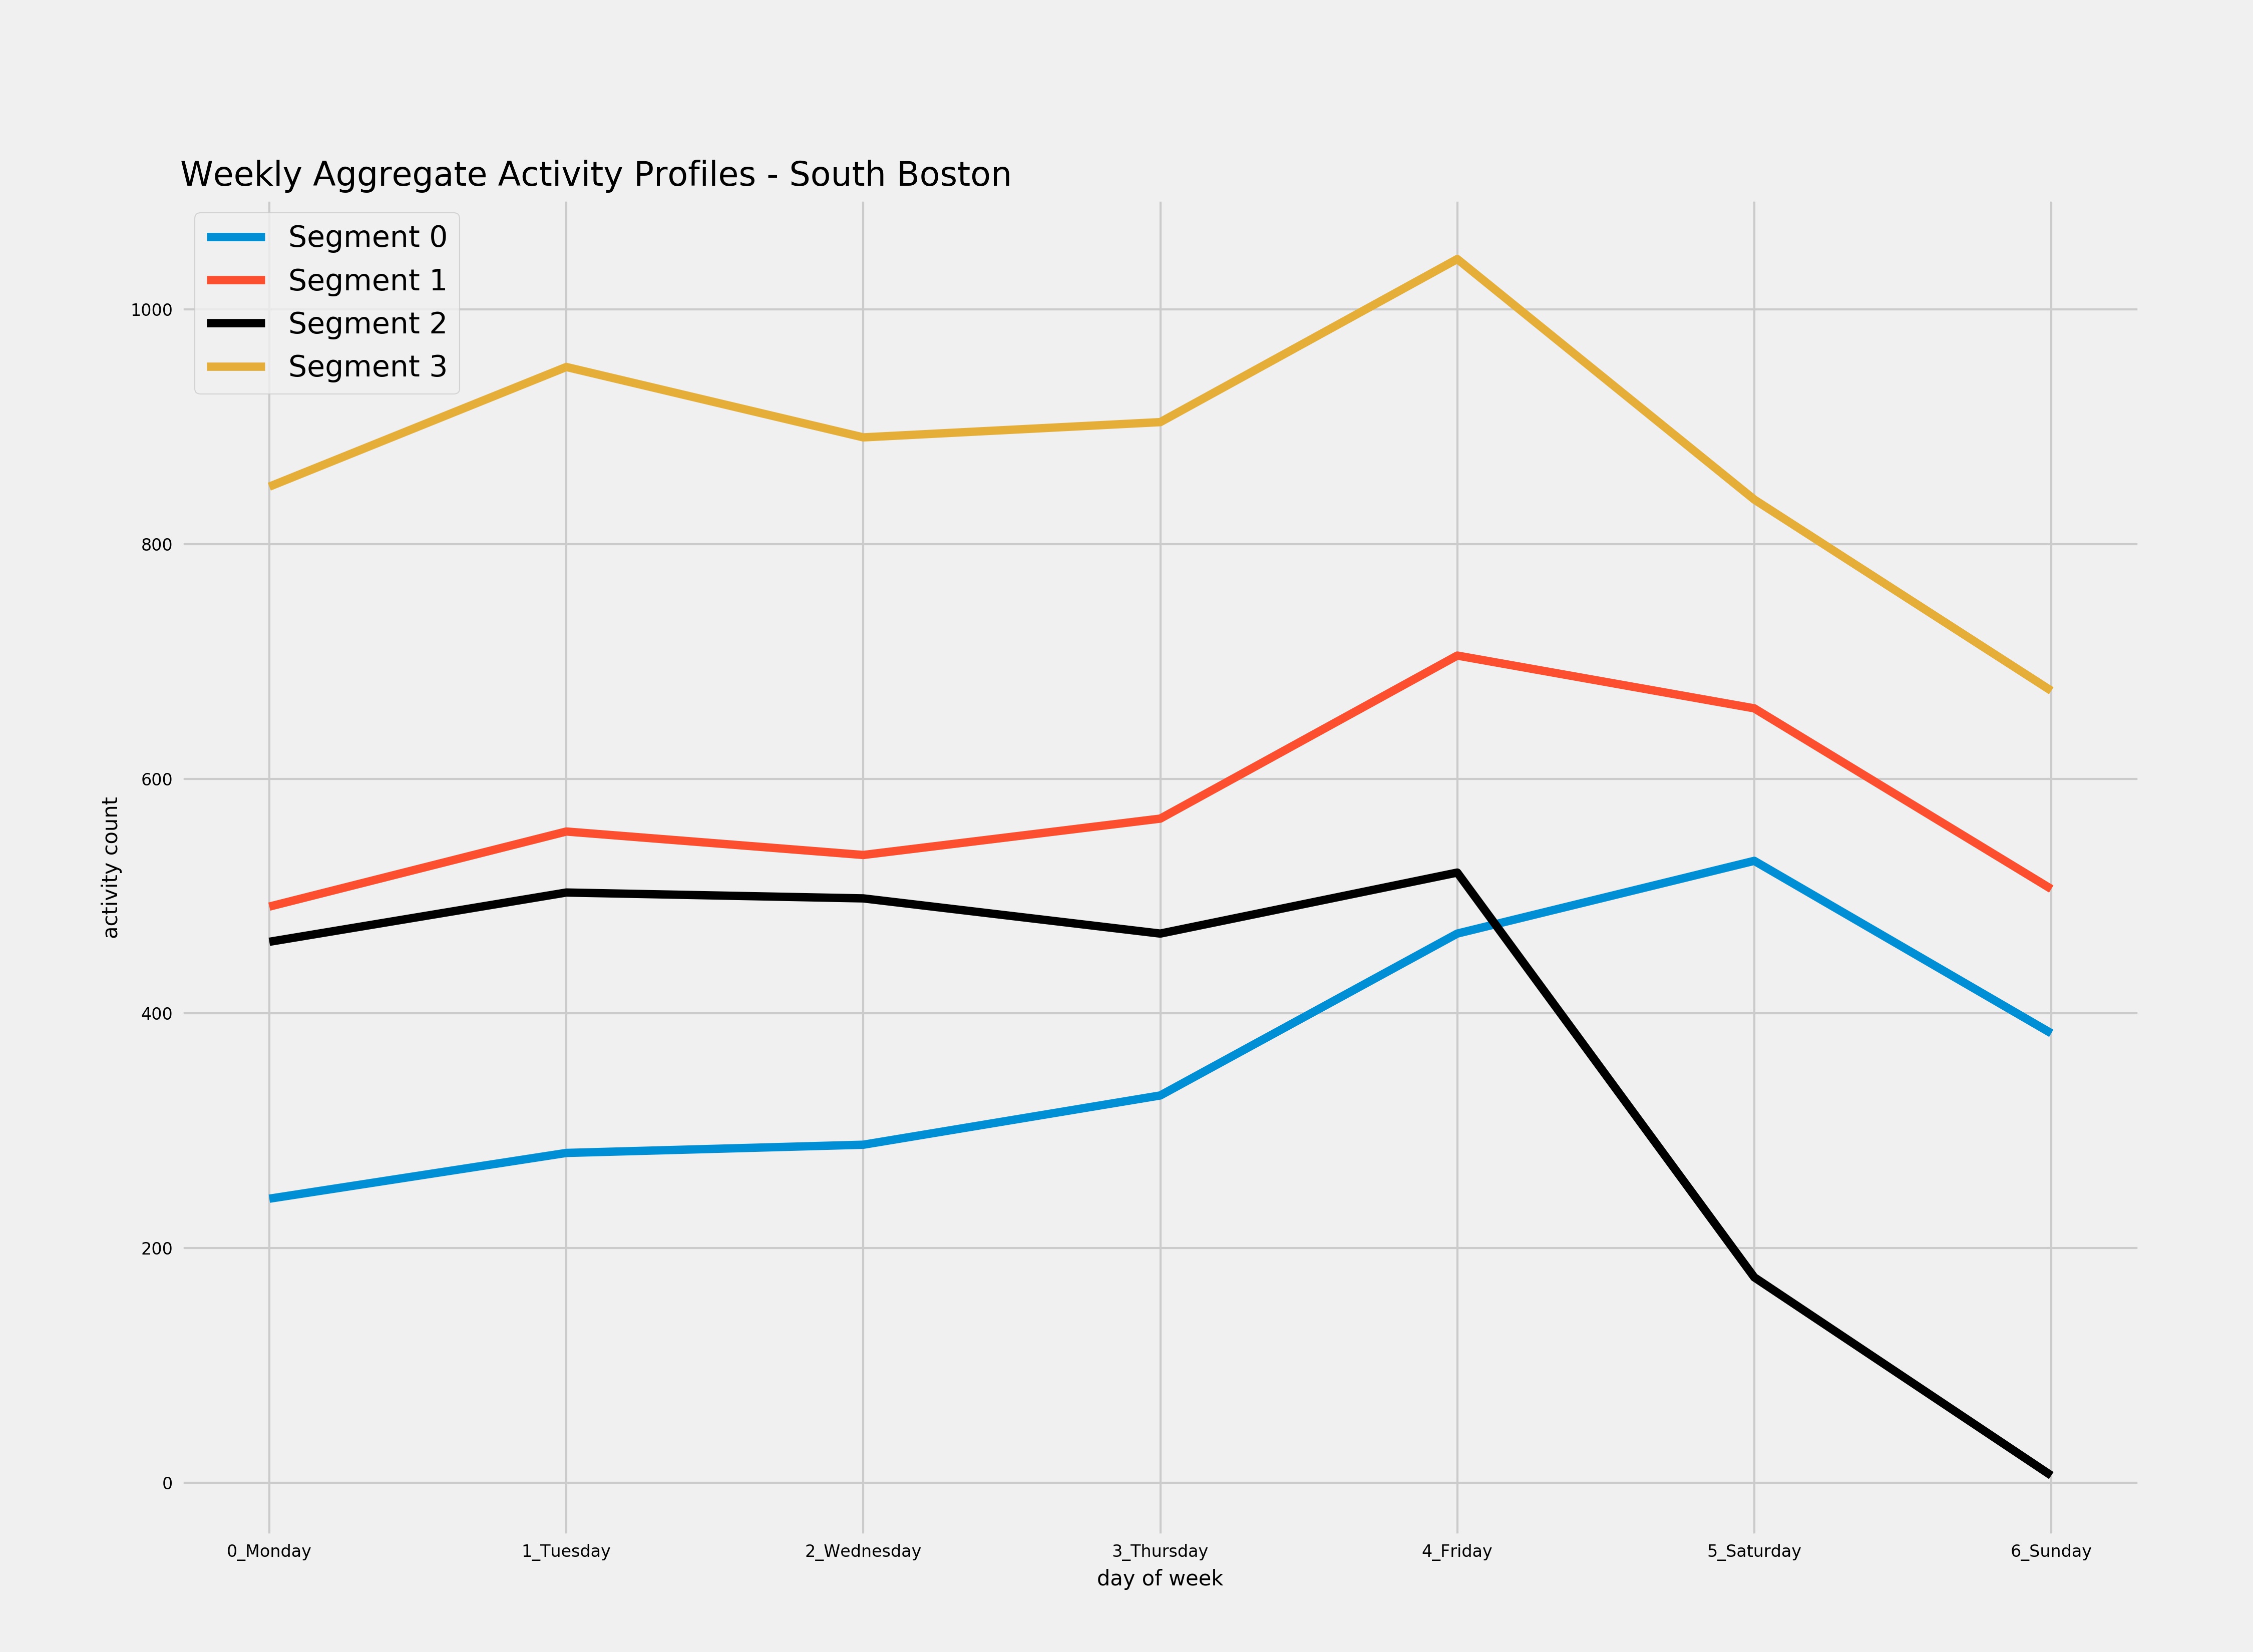 Weekly Aggregate Activity Profiles - South Boston
Segment 0
Segment 1
Segment 2
Segment 3
1000
800
600
400
200
0
activity count
0_Monday 1_Tuesday 2_Wednesday 3_Thursday 4_Friday 5_Saturday 6_Sunday
day of week